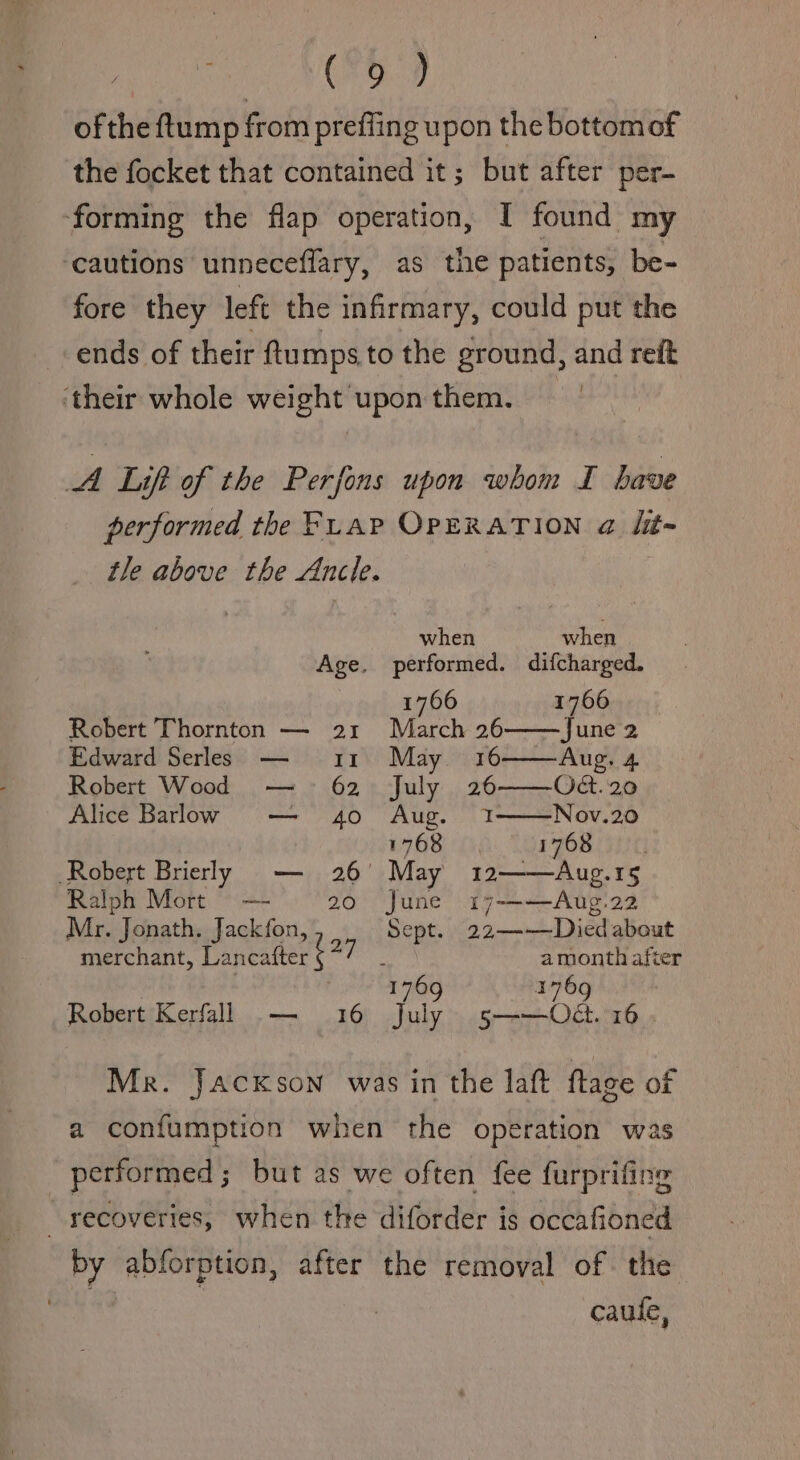 ( 9 )
of the ſtump from preſſing upon the bottom of
the ſocket that contained it; but after per-
forming the flap operation, I found my
cautions unneceſſary, as the patients, be-
fore they left the infirmary, could put the
ends of their ſtumps to the ground, and reſt
their whole weight upon them.
A Liſt of the Perſons upon whom I have
performed the FLAP OPERATION a lit-
tle above the Ancle.
when when
Age. performed. diſcharged.
1766 1766
Robert Thornton — 21 March 26——June 2
Edward Serles — 11 May 16——Aug. 4
Robert Wood — 62 July 26——Oct. 20
Alice Barlow — 40 Aug. 1——Nov. 20
1768 1768
Robert Brierly — 26 May 12——Aug. 15
Ralph Mort — 20 June 17——Aug. 22
Mr. Jonath. Jackſon, } 27 Sept. 22——Died about
merchant, Lancaſter a month after
1769 1769
Robert Kerſall — 16 July 5——Oct. 16
MR. JACKSON was in the laſt ſtage of
a conſumption when the operation was
performed; but as we often ſee ſurpriſing
recoveries, when the diſorder is occaſioned
by abſorption, after the removal of the
cauſe,